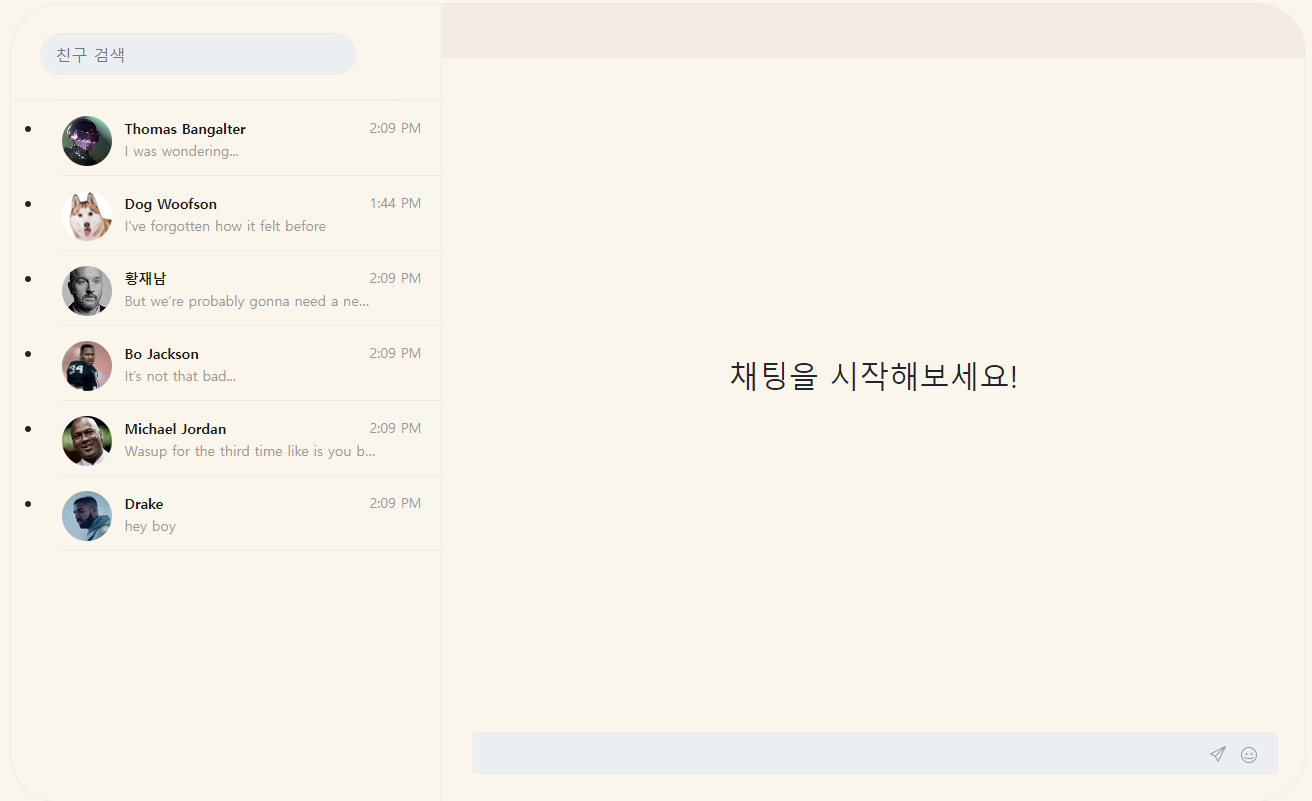 친구 검색
Thomas Bangalter 2:09 PM
I was wondering...
Dog Woofson 1:44 PM
I've forgotten how it felt before
황재남 2:09 PM
But we're probably gonna need a ne...
Bo Jackson 2:09 PM
It's not that bad...
Michael Jordan 2:09 PM
Wasup for the third time like is you b...
Drake 2:09 PM
hey boy
채팅을 시작해보세요!
34